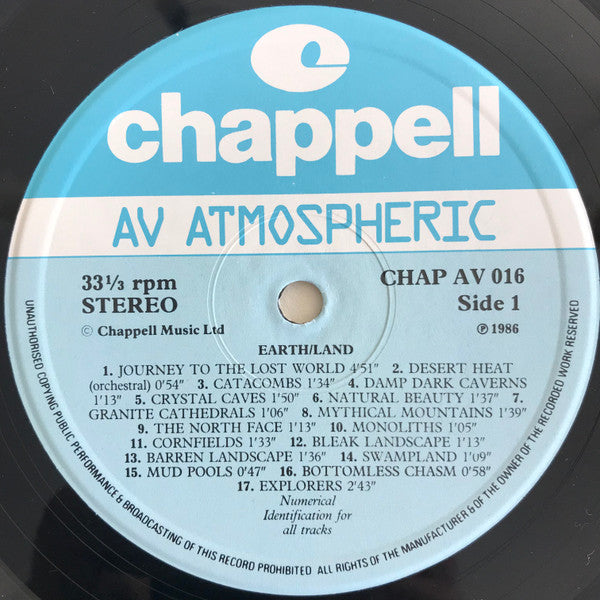 chappell
AV ATMOSPHERIC
33⅓ rpm
STEREO
CHAP AV 016
Side 1
© Chappell Music Ltd
℗ 1986
EARTH/LAND
1. JOURNEY TO THE LOST WORLD 4'51" 2. DESERT HEAT
(orchestral) 0'54" 3. CATACOMBS 1'34" 4. DAMP DARK CAVERNS
1'13" 5. CRYSTAL CAVES 1'50" 6. NATURAL BEAUTY 1'37" 7.
GRANITE CATHEDRALS 1'06" 8. MYTHICAL MOUNTAINS 1'39"
9. THE NORTH FACE 1'13" 10. MONOLITHS 1'05"
11. CORNFIELDS 1'33" 12. BLEAK LANDSCAPE 1'13"
13. BARREN LANDSCAPE 1'36" 14. SWAMPLAND 1'09"
15. MUD POOLS 0'47" 16. BOTTOMLESS CHASM 0'58"
17. EXPLORERS 2'43"
Numerical
Identification for
all tracks
UNAUTHORISED COPYING PUBLIC PERFORMANCE & BROADCASTING OF THIS RECORD PROHIBITED ALL RIGHTS OF THE MANUFACTURER & OF THE OWNER OF THE RECORDED WORK RESERVED